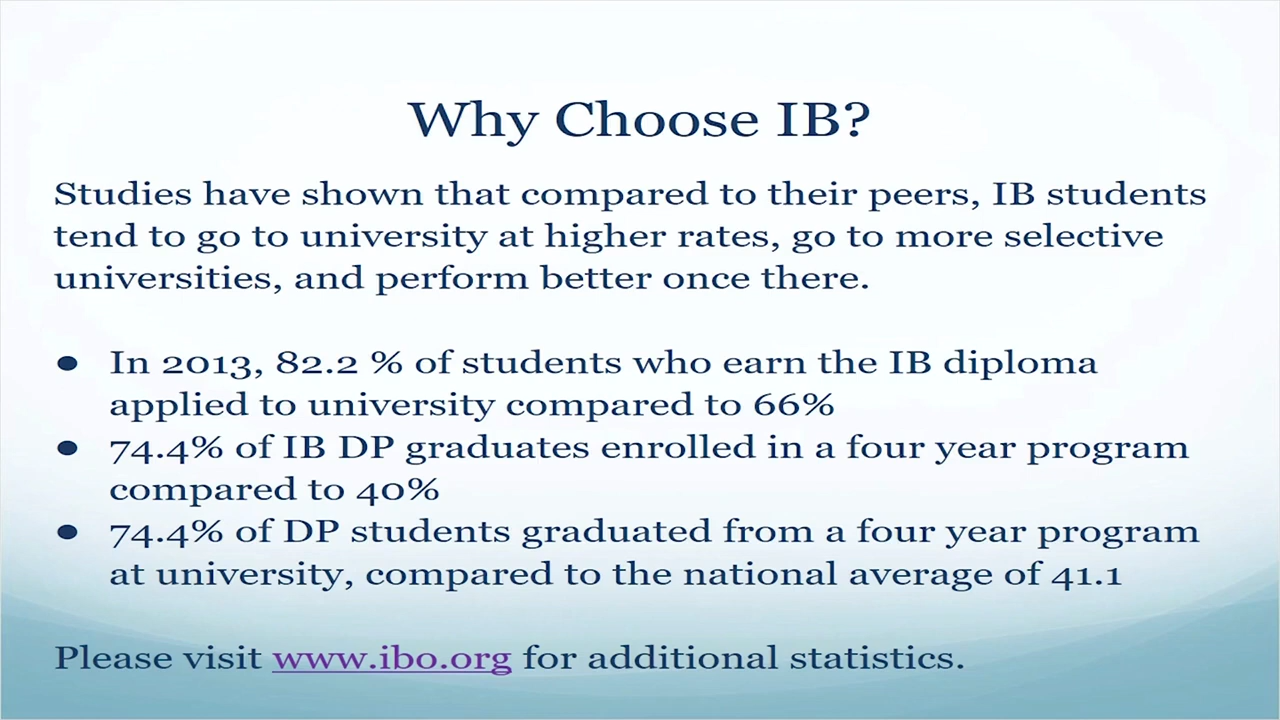 Why Choose IB?
Studies have shown that compared to their peers, IB students
tend to go to university at higher rates, go to more selective
universities, and perform better once there.
● In 2013, 82.2 % of students who earn the IB diploma
applied to university compared to 66%
● 74.4% of IB DP graduates enrolled in a four year program
compared to 40%
● 74.4% of DP students graduated from a four year program
at university, compared to the national average of 41.1
Please visit www.ibo.org for additional statistics.